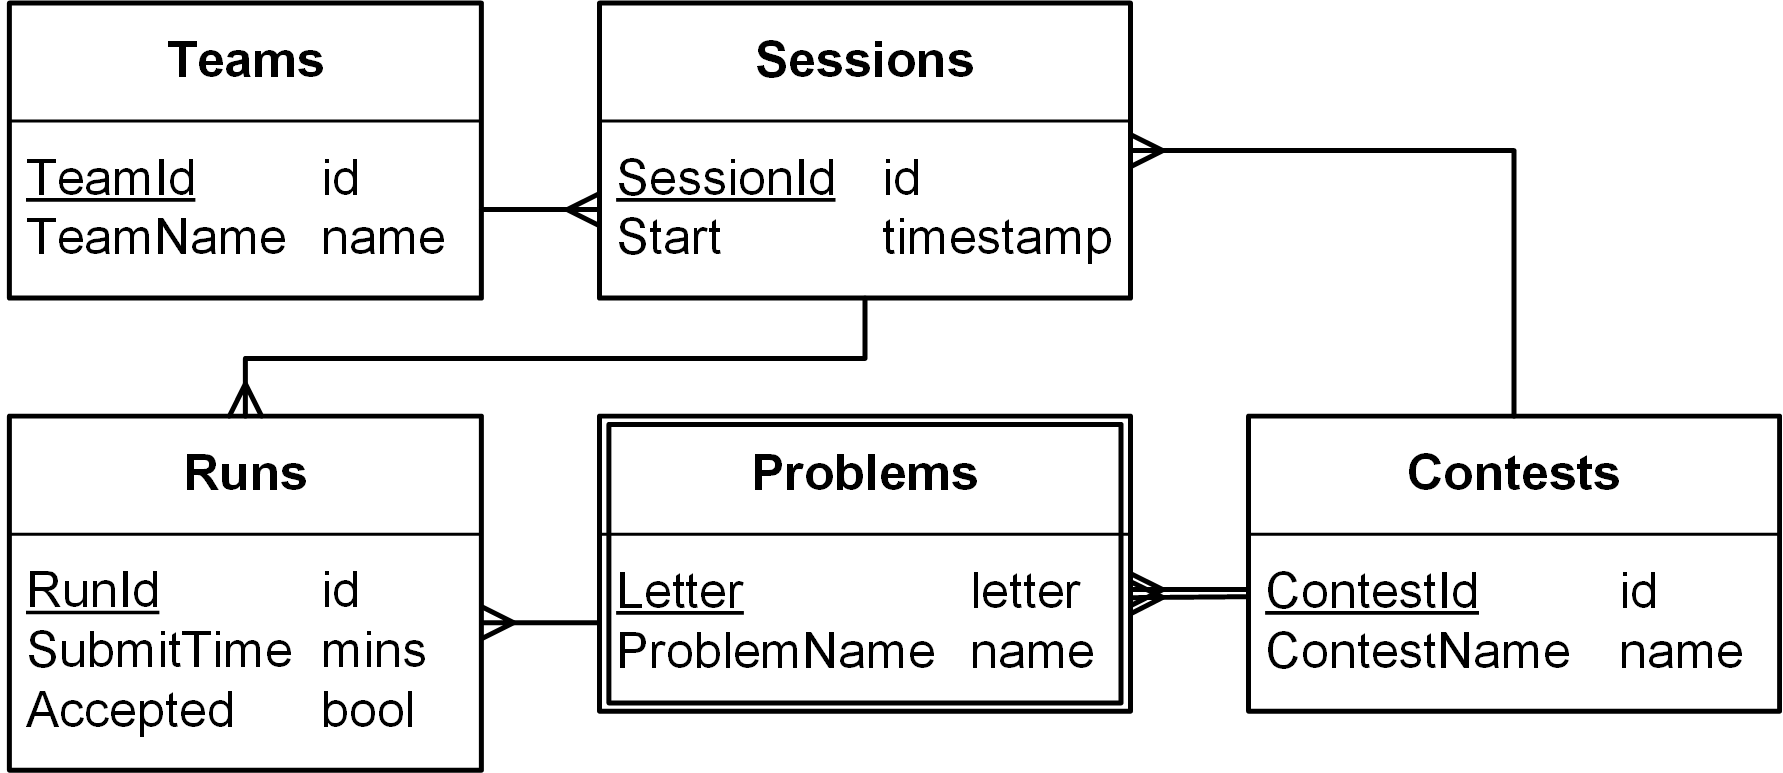 Teams
TeamId id
TeamName name
Sessions
SessionId id
Start timestamp
Runs
RunId id
SubmitTime mins
Accepted bool
Problems
Letter letter
ProblemName name
Contests
ContestId id
ContestName name